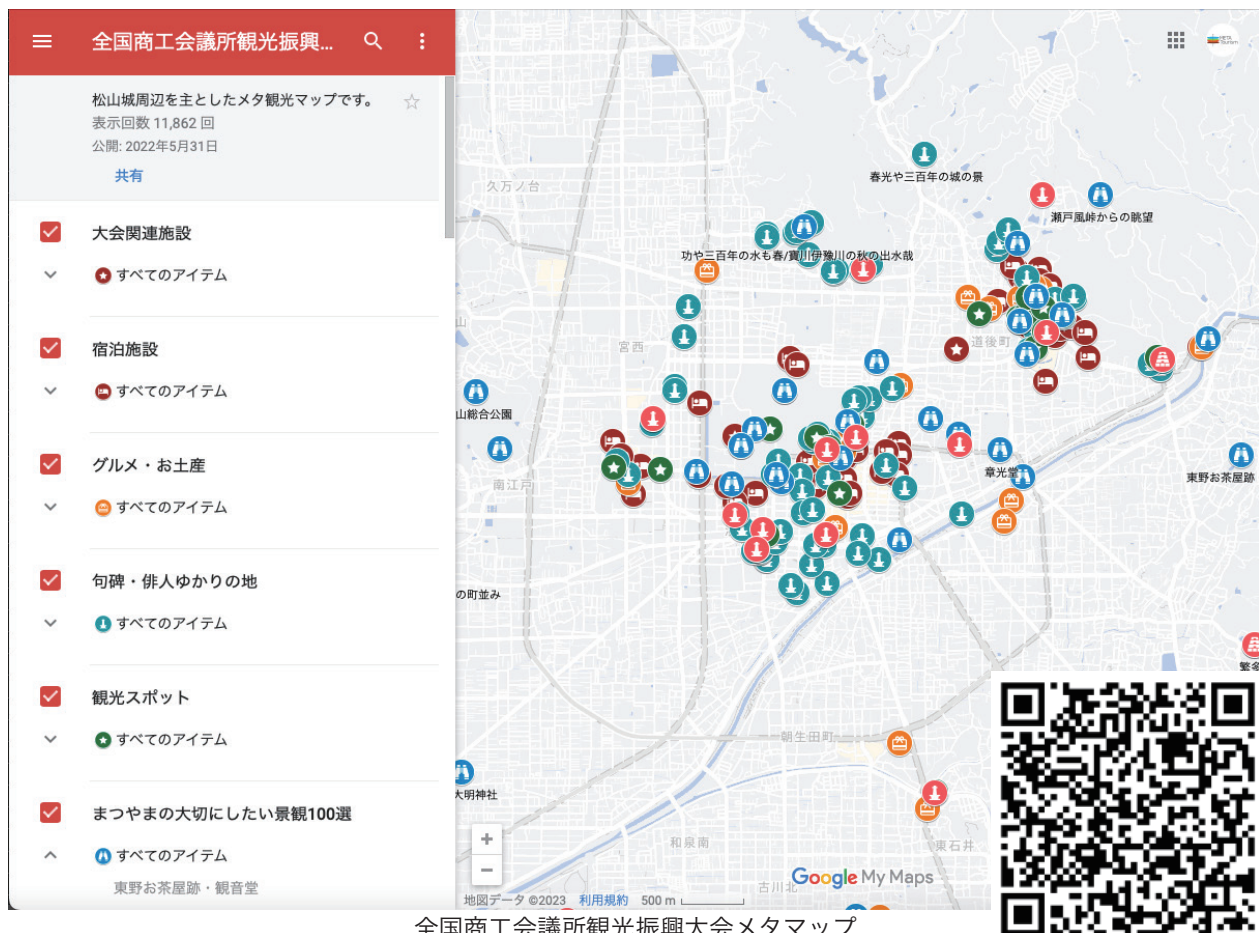 全国商工会議所観光振興...
松山城周辺を主としたメタ観光マップです。
表示回数 11,862 回
公開: 2022年5月31日
共有
大会関連施設
すべてのアイテム
宿泊施設
すべてのアイテム
グルメ・お土産
すべてのアイテム
句碑・俳人ゆかりの地
すべてのアイテム
観光スポット
すべてのアイテム
まつやまの大切にしたい景観100選
すべてのアイテム
東野お茶屋跡・観音堂
META
Tourism
春光や三百年の城の景
久万ノ台
瀬戸風峠からの眺望
功や三百年の水も春/寶川伊豫川の秋の出水哉
山
宮西
道後町
山総合公園
章光堂
東野お茶屋跡
南江戸
の町並み
繁多
朝生田町
大明神社
和泉南
東石井
古川北
Google My Maps
地図データ ©2023 利用規約 500 m
全国商工会議所観光振興大会メタマップ